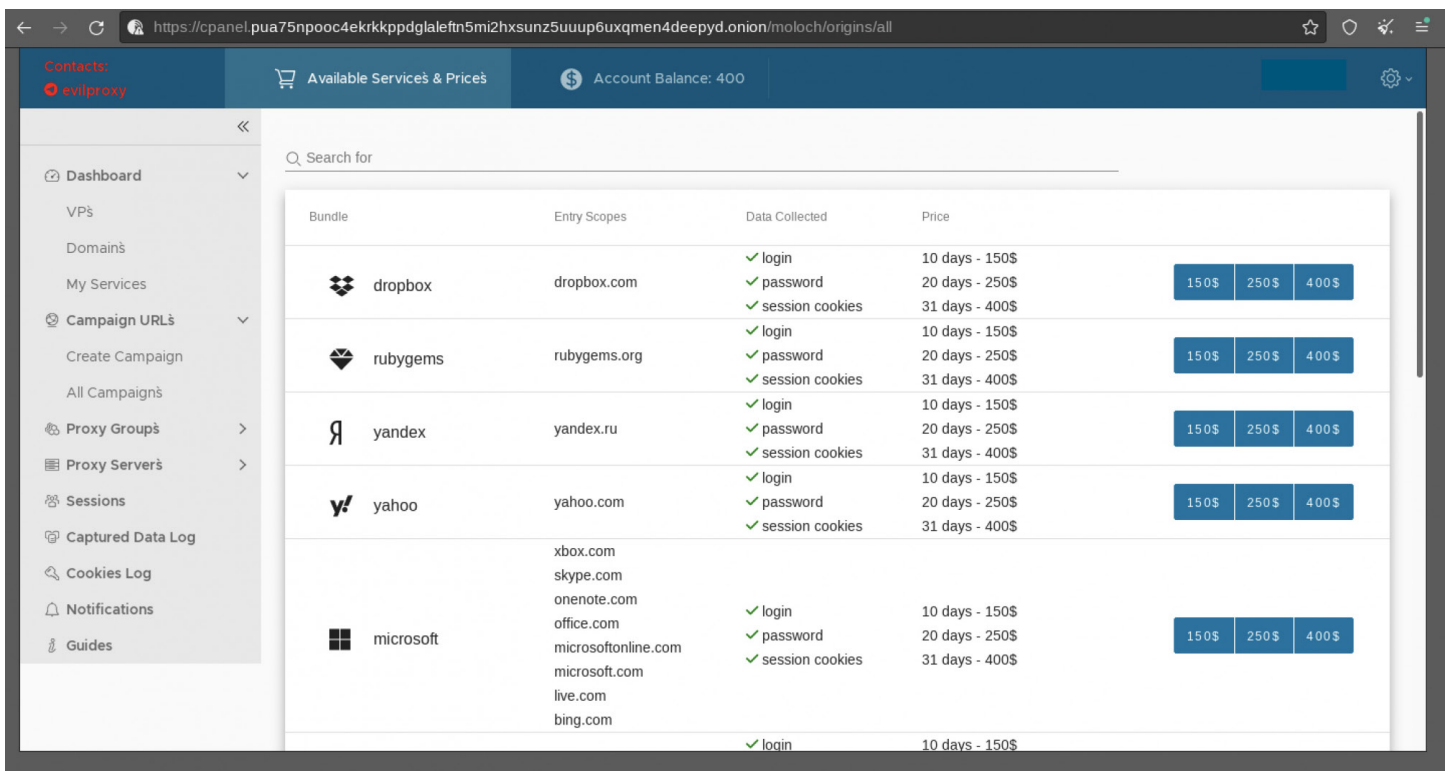 https://cpanel.pua75npooc4ekrkkppdglaleftn5mi2hxsunz5uuup6uxqmen4deepyd.onion/moloch/origins/all
Contacts:
evilproxy
Available Services̀ & Prices̀
Account Balance: 400
Dashboard
VPs̀
Domains̀
My Services
Campaign URLs̀
Create Campaign
All Campaigns̀
Proxy Groups̀
Proxy Servers̀
Sessions
Captured Data Log
Cookies Log
Notifications
Guides
Search for
Bundle Entry Scopes Data Collected Price
dropbox
dropbox.com
login
password
session cookies
10 days - 150$
20 days - 250$
31 days - 400$
150$ 250$ 400$
rubygems
rubygems.org
login
password
session cookies
10 days - 150$
20 days - 250$
31 days - 400$
150$ 250$ 400$
Я
yandex
yandex.ru
login
password
session cookies
10 days - 150$
20 days - 250$
31 days - 400$
150$ 250$ 400$
y!
yahoo
yahoo.com
login
password
session cookies
10 days - 150$
20 days - 250$
31 days - 400$
150$ 250$ 400$
microsoft
xbox.com
skype.com
onenote.com
office.com
microsoftonline.com
microsoft.com
live.com
bing.com
login
password
session cookies
10 days - 150$
20 days - 250$
31 days - 400$
150$ 250$ 400$
login
10 days - 150$